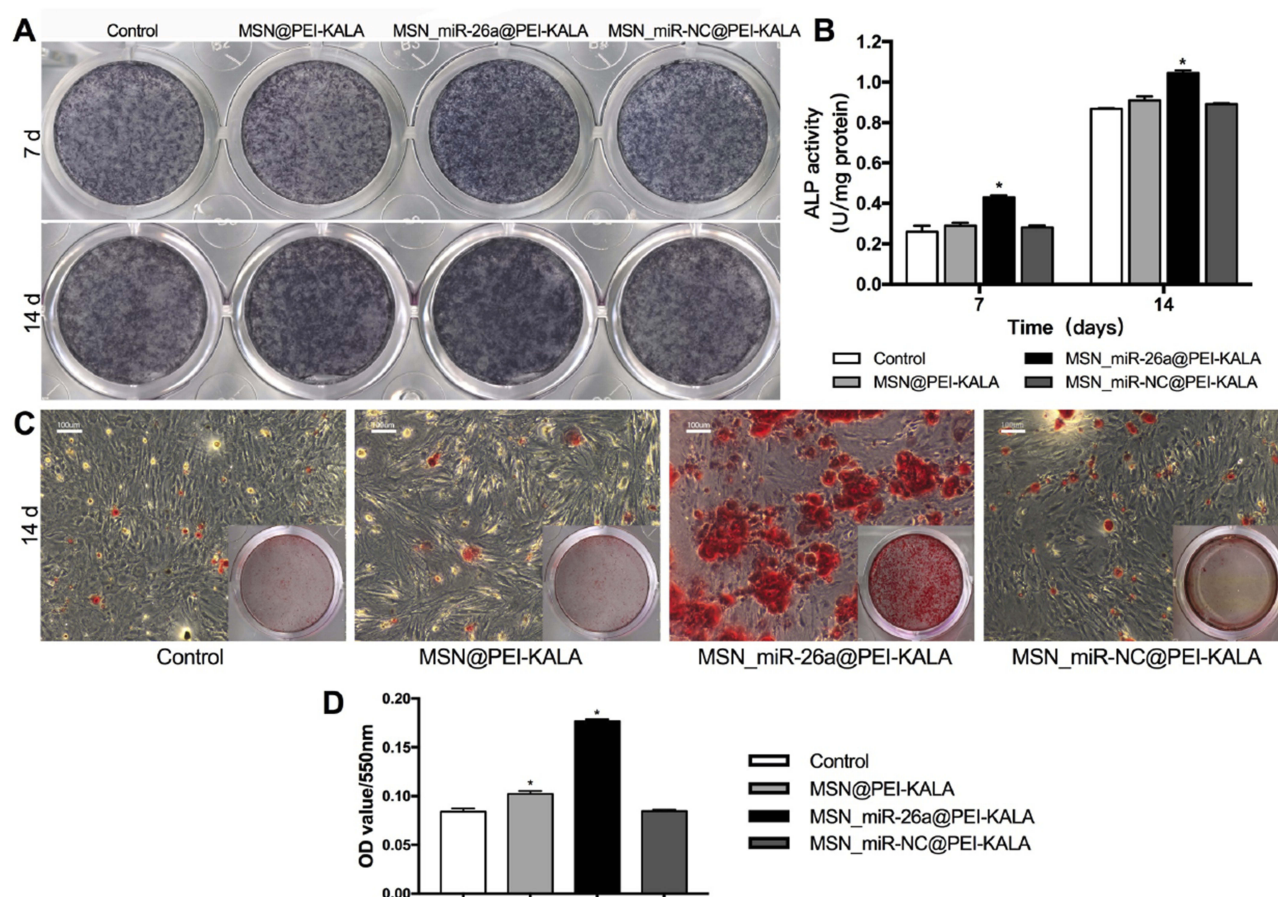 A
Control
MSN@PEI-KALA
MSN_miR-26a@PEI-KALA
MSN_miR-NC@PEI-KALA
7 d
14 d
B
1.2
1.0
0.8
0.6
0.4
0.2
0.0
ALP activity
(U/mg protein)
*
*
7
14
Time (days)
Control
MSN_miR-26a@PEI-KALA
MSN@PEI-KALA
MSN_miR-NC@PEI-KALA
C
14 d
100um
100um
100um
Control
MSN@PEI-KALA
MSN_miR-26a@PEI-KALA
MSN_miR-NC@PEI-KALA
D
0.20
0.15
0.10
0.05
0.00
OD value/550nm
*
*
Control
MSN@PEI-KALA
MSN_miR-26a@PEI-KALA
MSN_miR-NC@PEI-KALA